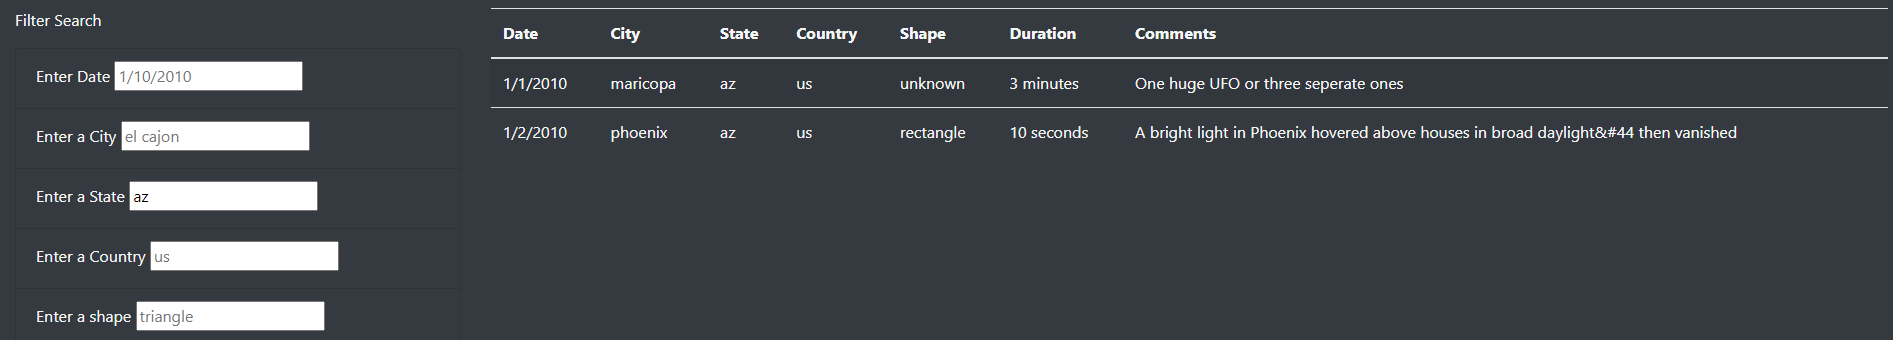 Filter Search
Enter Date 1/10/2010
Enter a City el cajon
Enter a State az
Enter a Country us
Enter a shape triangle
Date City State Country Shape Duration Comments
1/1/2010 maricopa az us unknown 3 minutes One huge UFO or three seperate ones
1/2/2010 phoenix az us rectangle 10 seconds A bright light in Phoenix hovered above houses in broad daylight&#44 then vanished